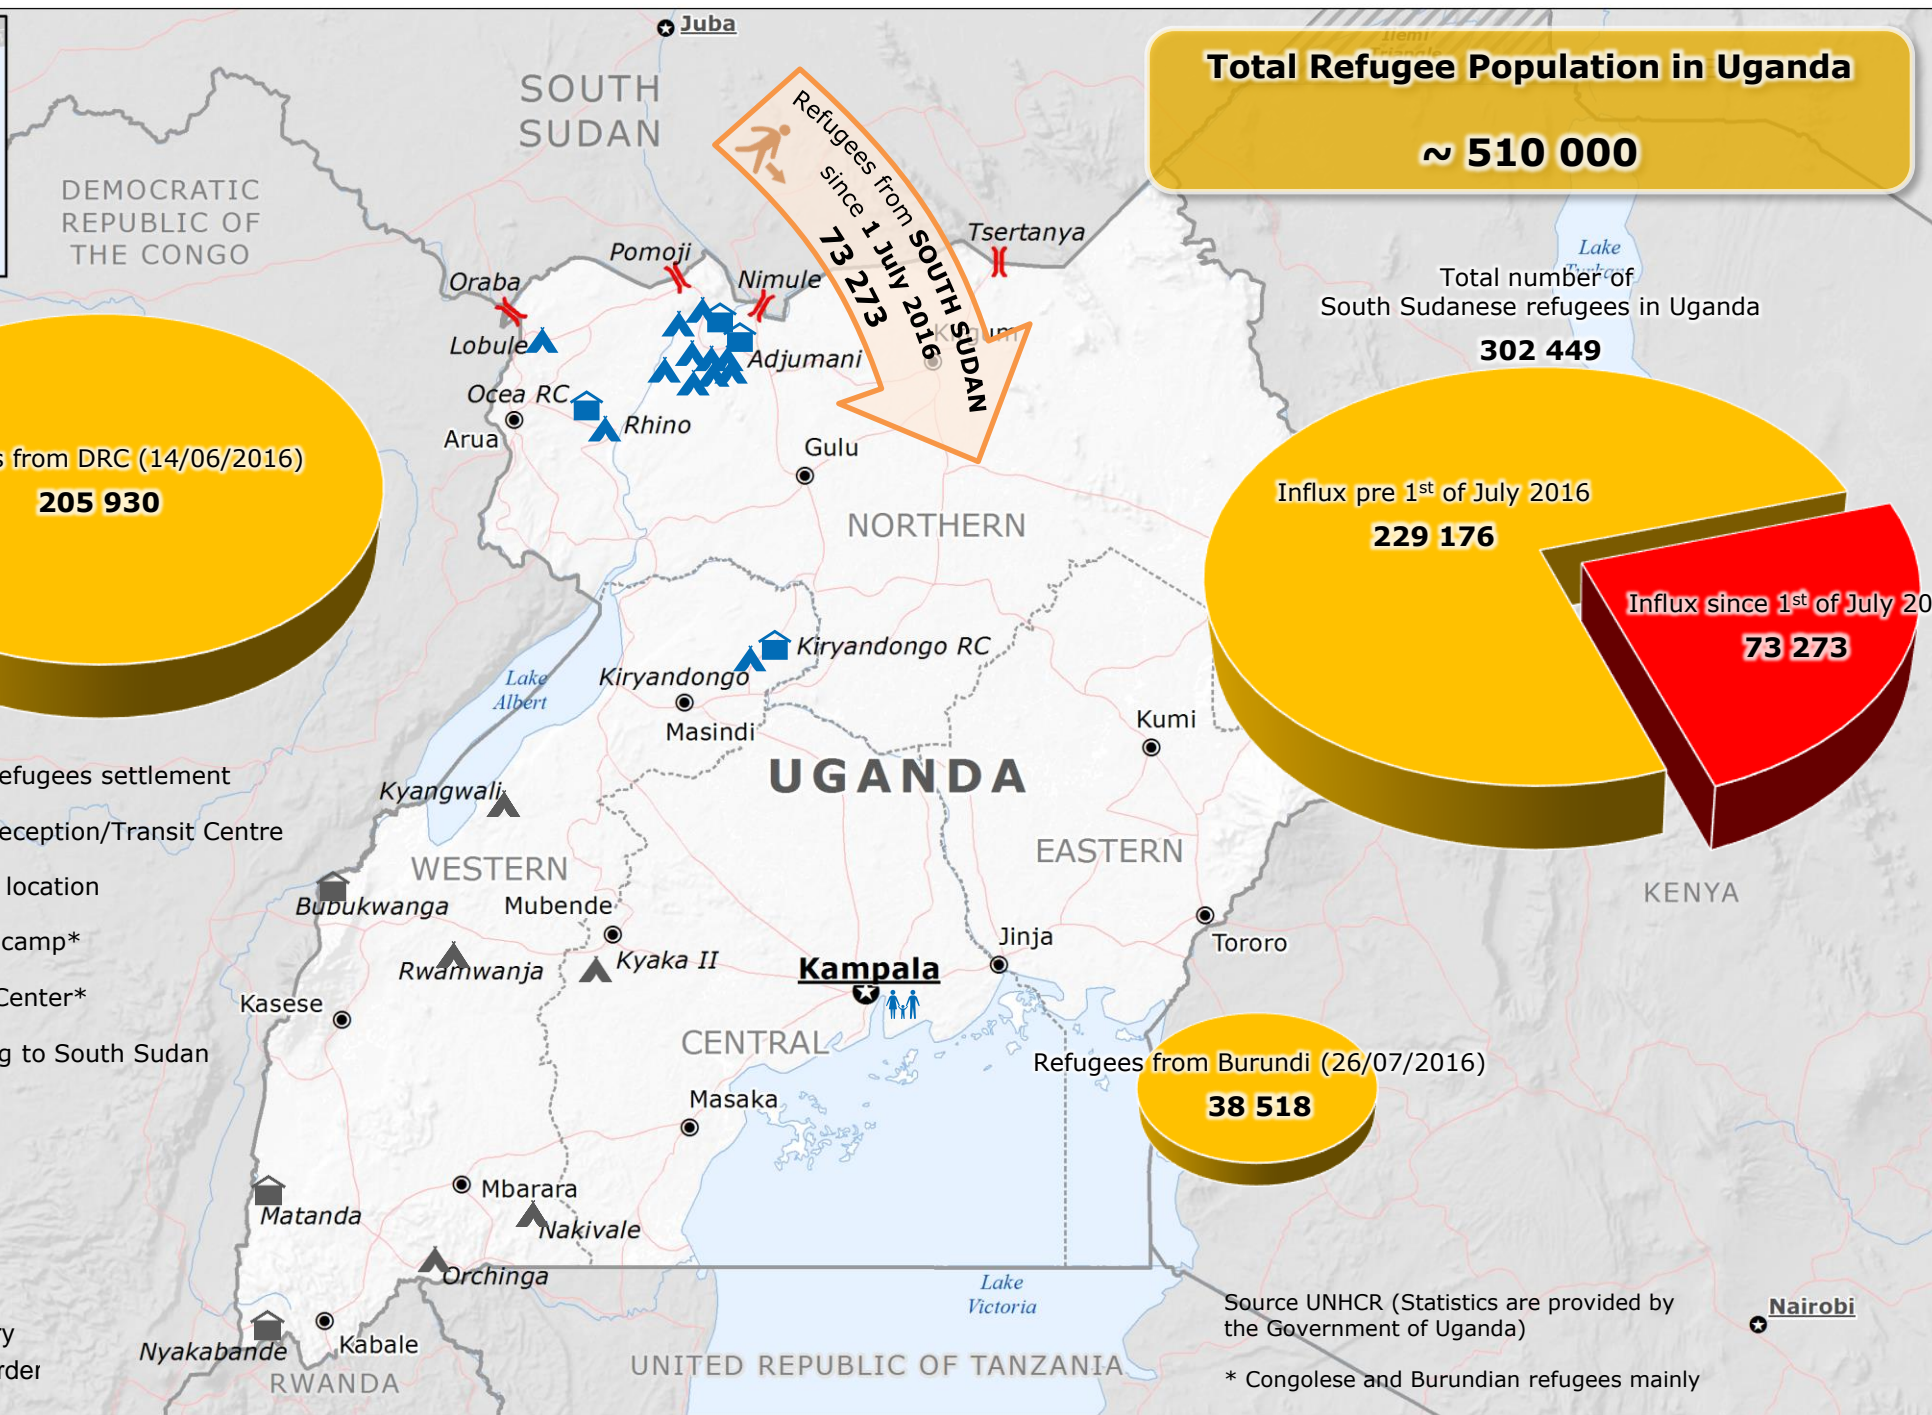 Juba
Total Refugee Population in Uganda
~ 510 000
SOUTH
SUDAN
DEMOCRATIC
REPUBLIC OF
THE CONGO
Refugees from SOUTH SUDAN
since 1 July 2016
73 273
Tsertanya
Pomoji
Nimule
Oraba
Lobule
Adjumani
Ocea RC
Arua
Rhino
Gulu
Lake
Total number of
South Sudanese refugees in Uganda
302 449
from DRC (14/06/2016)
205 930
NORTHERN
Influx pre 1st of July 2016
229 176
Influx since 1st of July 20
73 273
Kiryandongo RC
Kiryandongo
Lake
Albert
Masindi
Kumi
UGANDA
efugees settlement
Kyangwali
eception/Transit Centre
WESTERN
EASTERN
KENYA
location
Bubukwanga
Mubende
camp*
Jinja
Tororo
Rwamwanja
Kyaka II
Kampala
Center*
Kasese
g to South Sudan
CENTRAL
Refugees from Burundi (26/07/2016)
38 518
Masaka
Mbarara
Matanda
Nakivale
Orchinga
Lake
Victoria
Source UNHCR (Statistics are provided by
the Government of Uganda)
Nairobi
ry
rder
Nyakabande
Kabale
RWANDA
UNITED REPUBLIC OF TANZANIA
* Congolese and Burundian refugees mainly